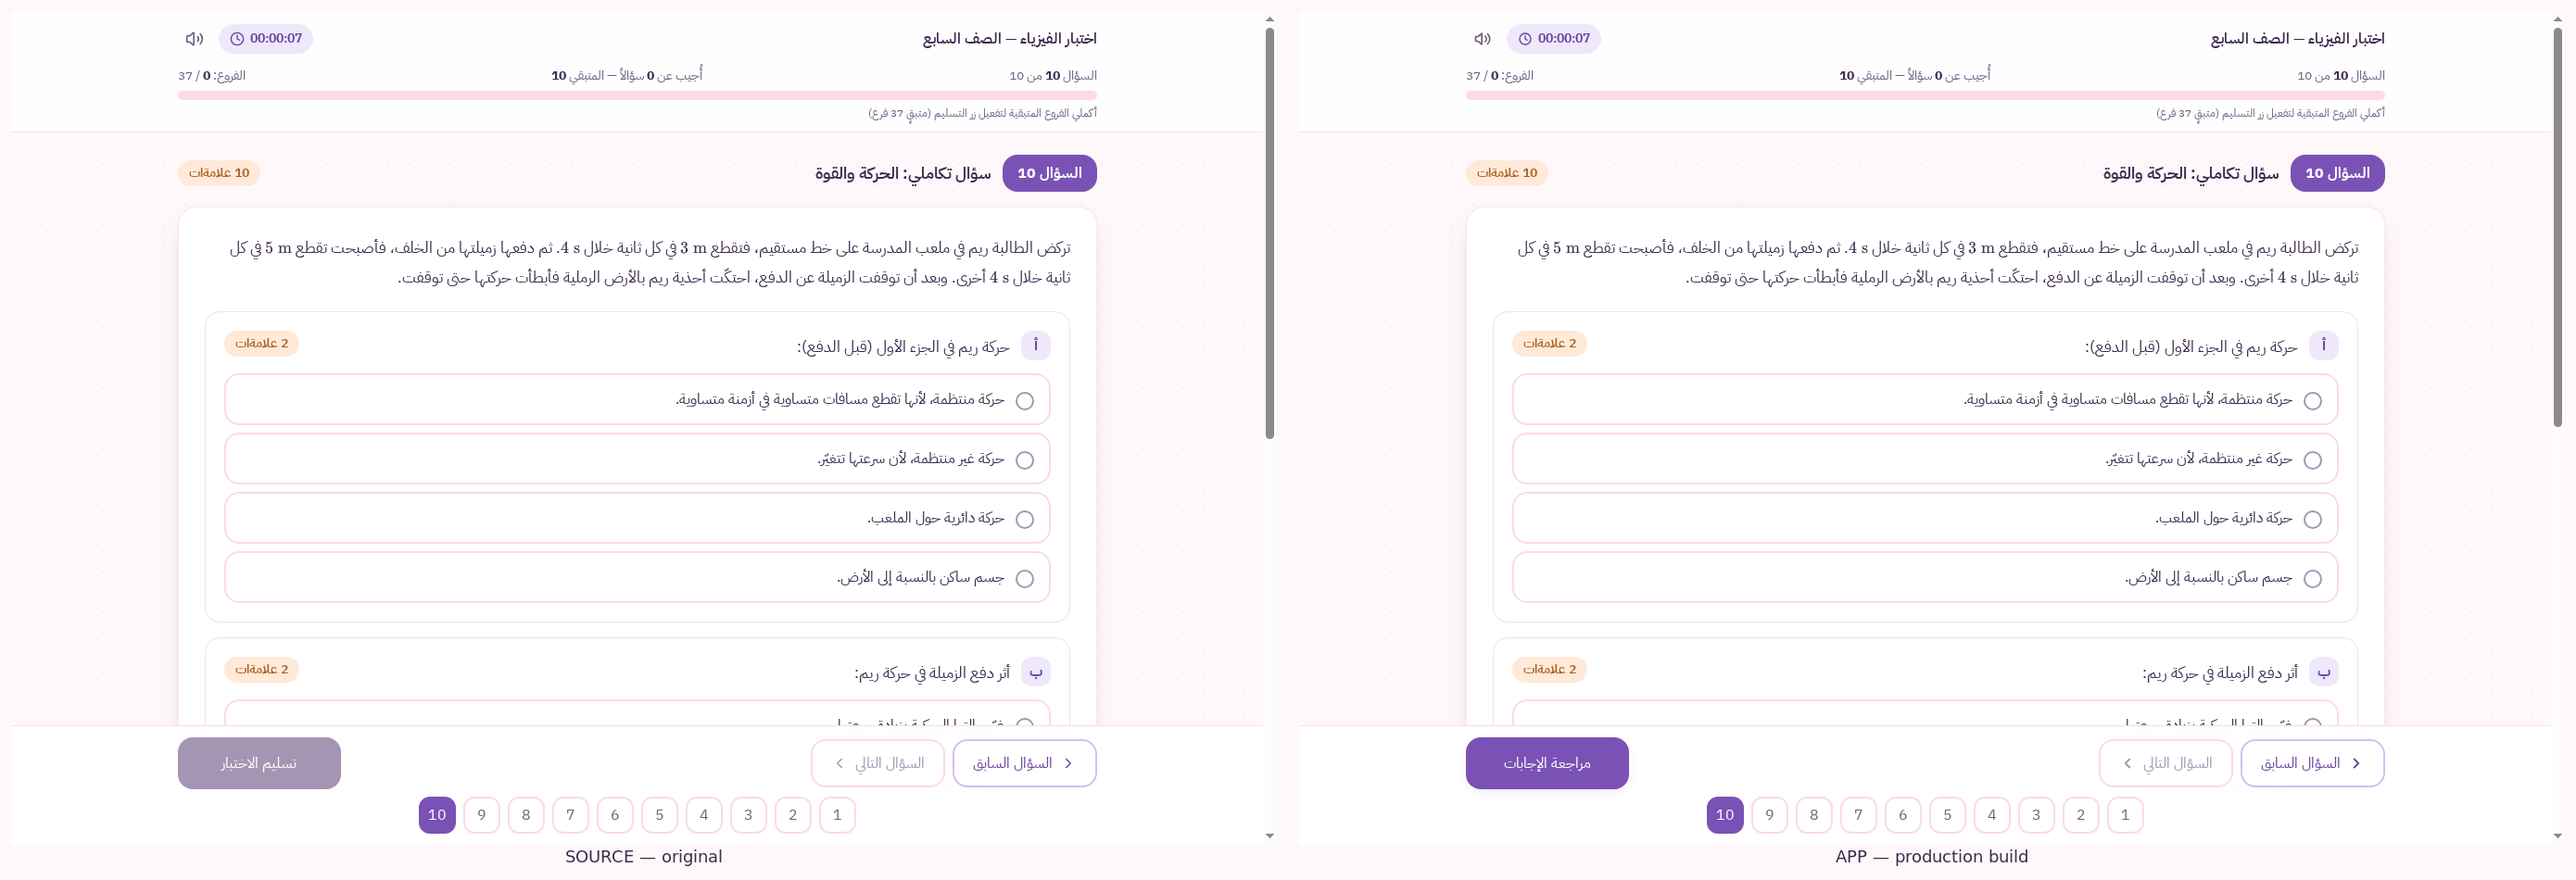 اختبار الفيزياء — الصف السابع
00:00:07
السؤال 10 من 10
أُجيب عن 0 سؤالاً — المتبقي 10
الفروع: 0 / 37
أكملي الفروع المتبقية لتفعيل زر التسليم (متبقٍ 37 فرع)
السؤال 10
سؤال تكاملي: الحركة والقوة
10 علامات
تركض الطالبة ريم في ملعب المدرسة على خط مستقيم، فتقطع 3 m في كل ثانية خلال 4 s. ثم دفعها زميلتها من الخلف، فأصبحت تقطع 5 m في كل
ثانية خلال 4 s أخرى. وبعد أن توقفت الزميلة عن الدفع، احتكّت أحذية ريم بالأرض الرملية فأبطأت حركتها حتى توقفت.
أ
حركة ريم في الجزء الأول (قبل الدفع):
2 علامات
حركة منتظمة، لأنها تقطع مسافات متساوية في أزمنة متساوية.
حركة غير منتظمة، لأن سرعتها تتغيّر.
حركة دائرية حول الملعب.
جسم ساكن بالنسبة إلى الأرض.
ب
أثر دفع الزميلة في حركة ريم:
2 علامات
السؤال السابق
السؤال التالي
تسليم الاختبار
1 2 3 4 5 6 7 8 9 10
SOURCE — original
اختبار الفيزياء — الصف السابع
00:00:07
السؤال 10 من 10
أُجيب عن 0 سؤالاً — المتبقي 10
الفروع: 0 / 37
أكملي الفروع المتبقية لتفعيل زر التسليم (متبقٍ 37 فرع)
السؤال 10
سؤال تكاملي: الحركة والقوة
10 علامات
تركض الطالبة ريم في ملعب المدرسة على خط مستقيم، فتقطع 3 m في كل ثانية خلال 4 s. ثم دفعها زميلتها من الخلف، فأصبحت تقطع 5 m في كل
ثانية خلال 4 s أخرى. وبعد أن توقفت الزميلة عن الدفع، احتكّت أحذية ريم بالأرض الرملية فأبطأت حركتها حتى توقفت.
أ
حركة ريم في الجزء الأول (قبل الدفع):
2 علامات
حركة منتظمة، لأنها تقطع مسافات متساوية في أزمنة متساوية.
حركة غير منتظمة، لأن سرعتها تتغيّر.
حركة دائرية حول الملعب.
جسم ساكن بالنسبة إلى الأرض.
ب
أثر دفع الزميلة في حركة ريم:
2 علامات
السؤال السابق
السؤال التالي
مراجعة الإجابات
1 2 3 4 5 6 7 8 9 10
APP — production build